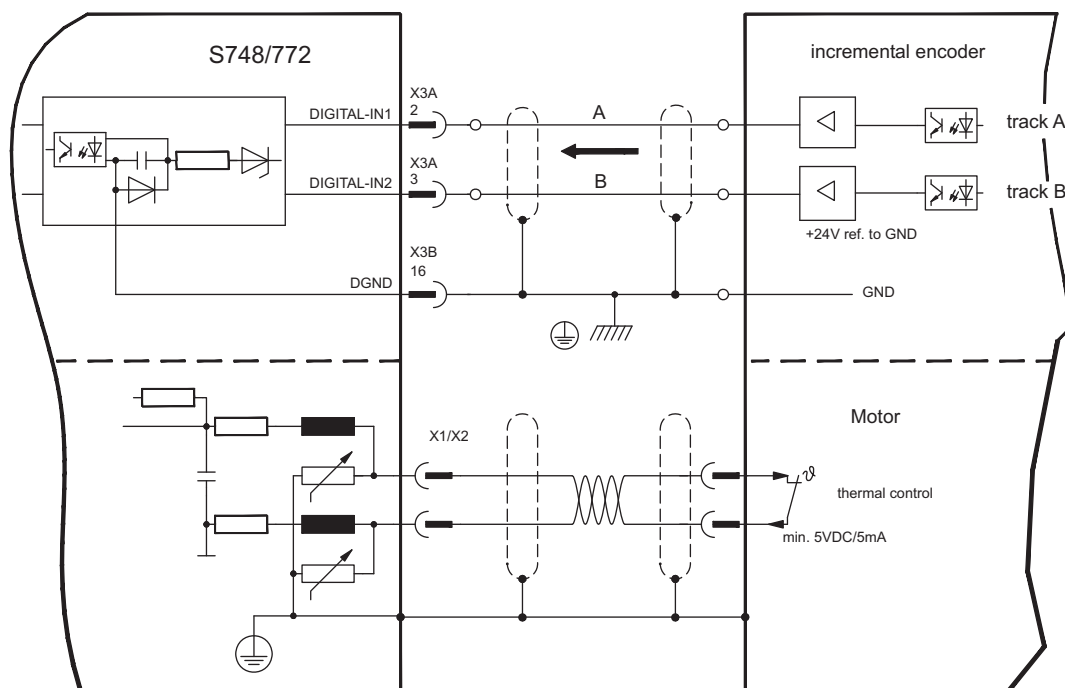 S748/772
incremental encoder
X3A
2
DIGITAL-IN1
A
track A
X3A
3
DIGITAL-IN2
B
track B
+24V ref. to GND
X3B
16
DGND
GND
Motor
X1/X2
ϑ
thermal control
min. 5VDC/5mA